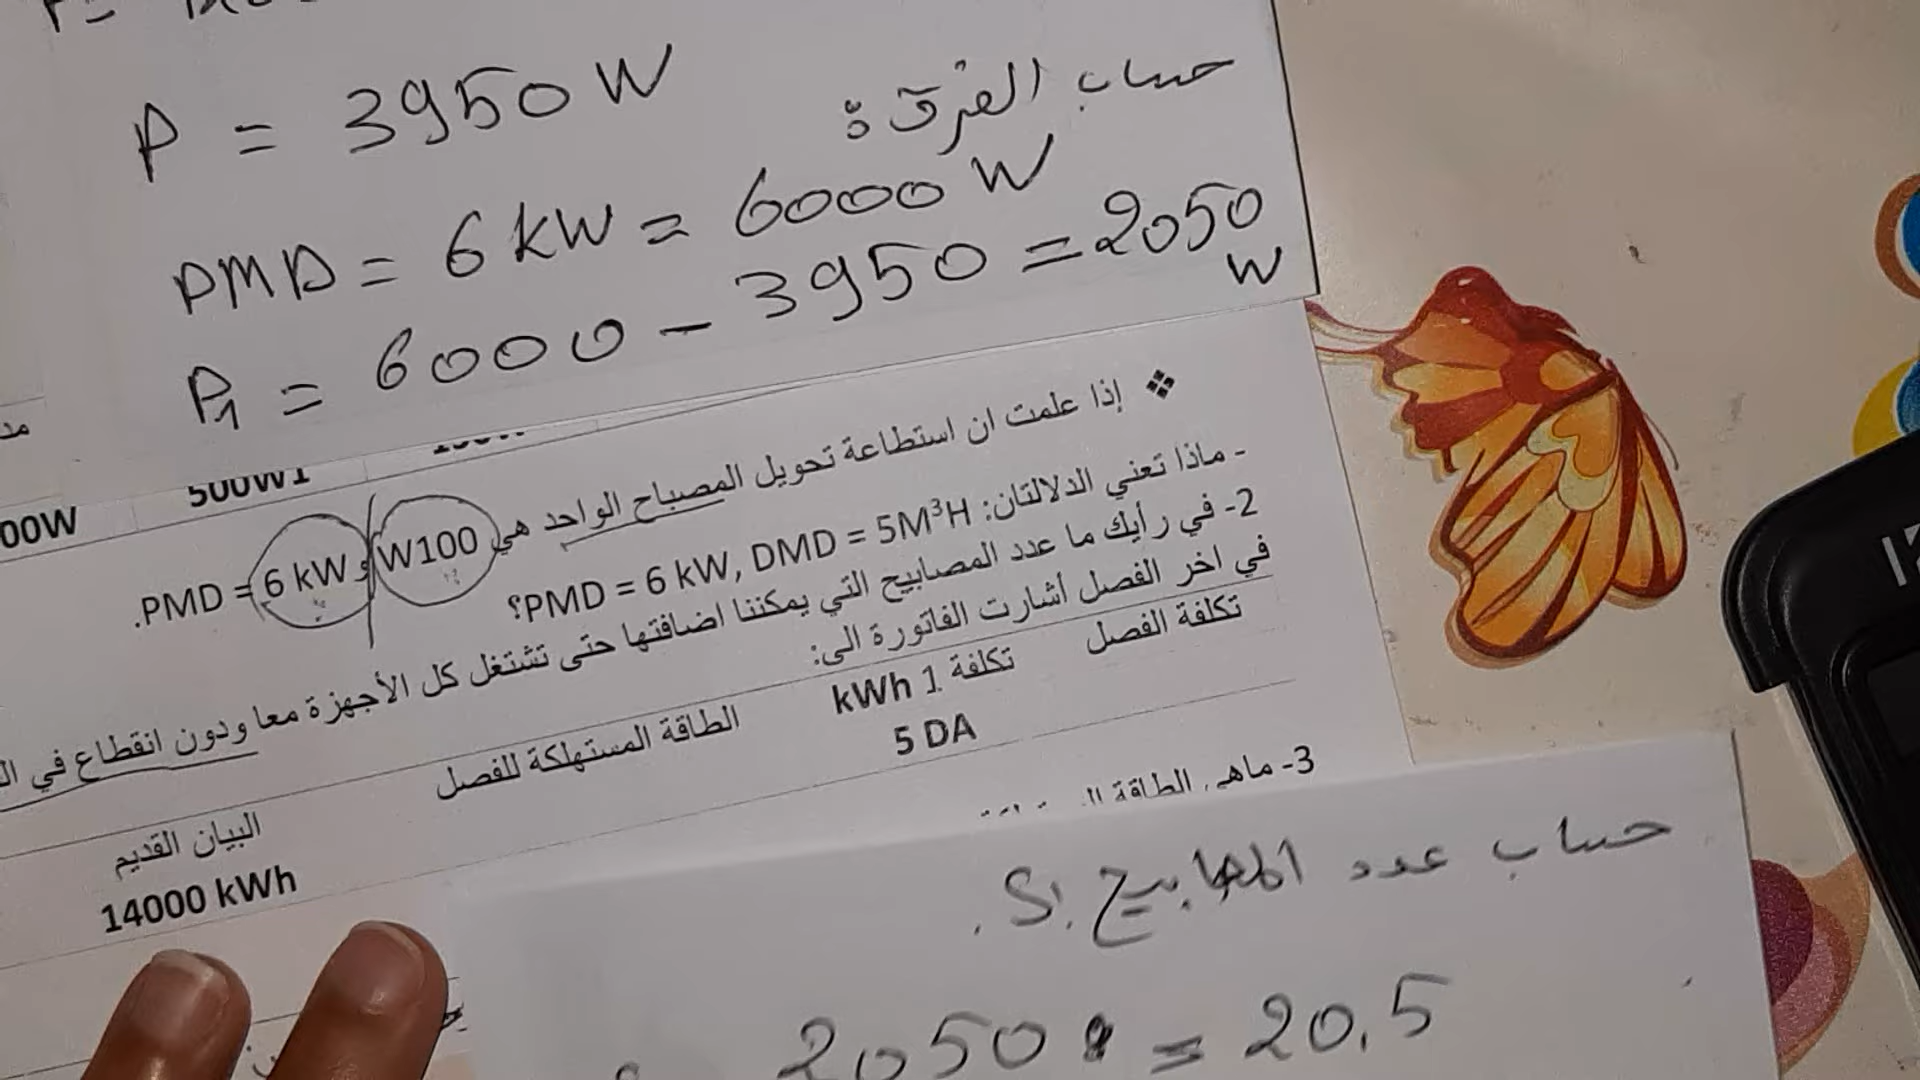 P = 3950 W
حساب الفرق:
PMD = 6 kW = 6000 W
P1 = 6000 - 3950 = 2050 W
00W
500W1
❖ إذا علمت ان استطاعة تحويل المصباح الواحد هي W100 و PMD = 6 kW.
- ماذا تعني الدلالتان: PMD = 6 kW, DMD = 5M³H؟
2- في رأيك ما عدد المصابيح التي يمكننا اضافتها حتى تشتغل كل الأجهزة معا ودون انقطاع في
في اخر الفصل أشارت الفاتورة الى:
تكلفة الفصل
تكلفة 1 kWh
الطاقة المستهلكة للفصل
البيان القديم
5 DA
14000 kWh
3- ماهي الطاقة
حساب عدد المصابيح
2050 = 20,5